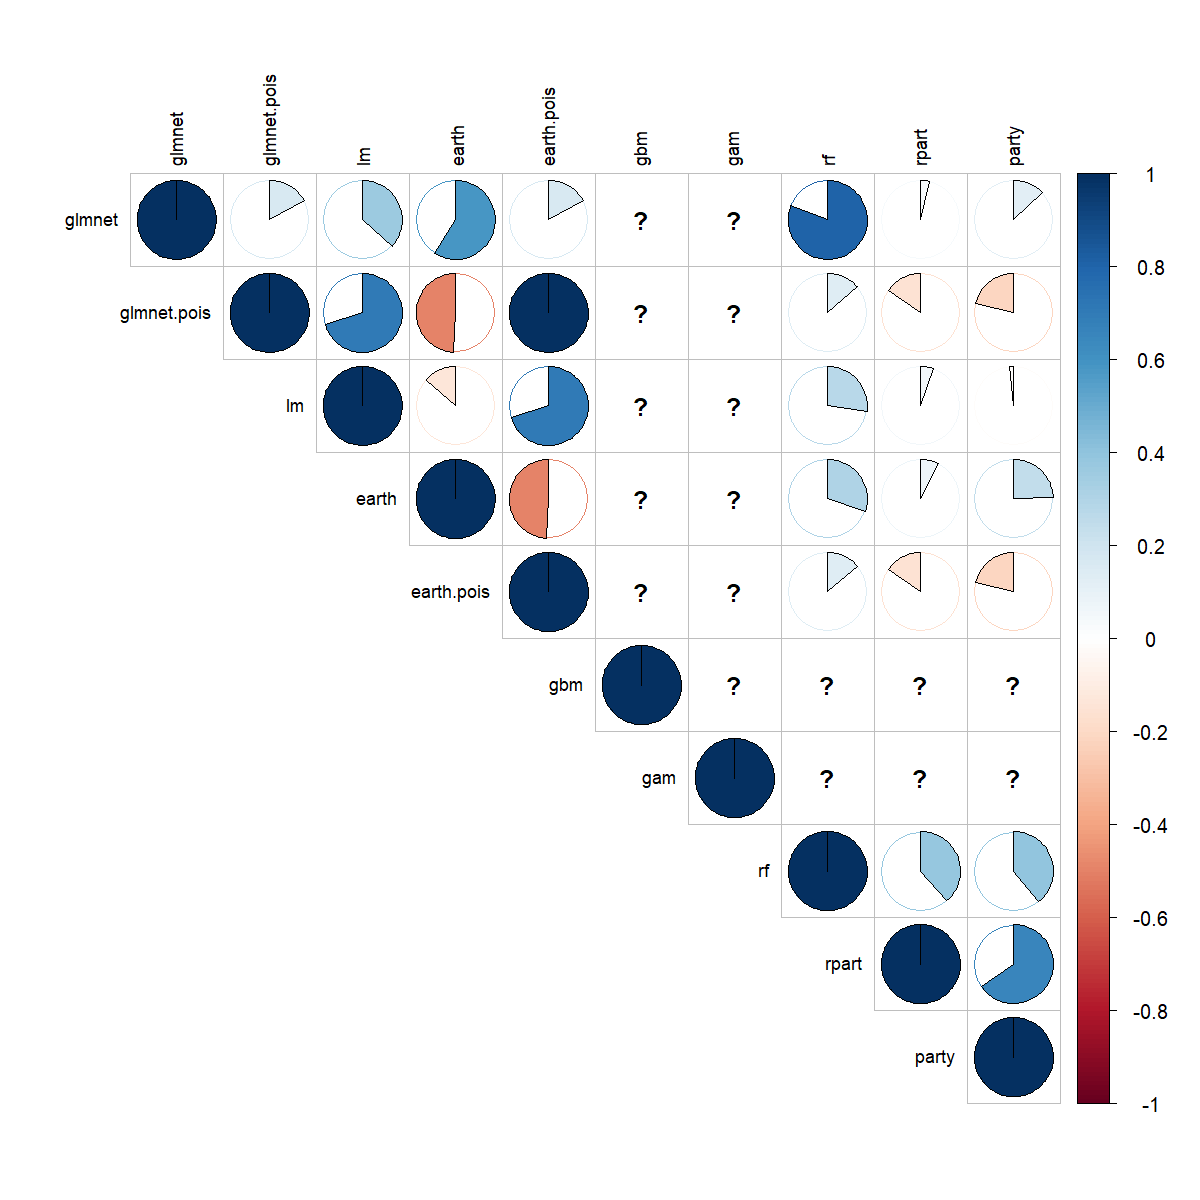 glmnet glmnet.pois lm earth earth.pois gbm gam rf rpart party
glmnet ? ? 1
glmnet.pois ? ? 0.8
lm ? ? 0.6
earth ? ? 0.4
earth.pois ? ? 0.2
gbm ? ? ? ? 0
gam ? ? ? -0.2
-0.4
rf -0.6
rpart -0.8
party -1